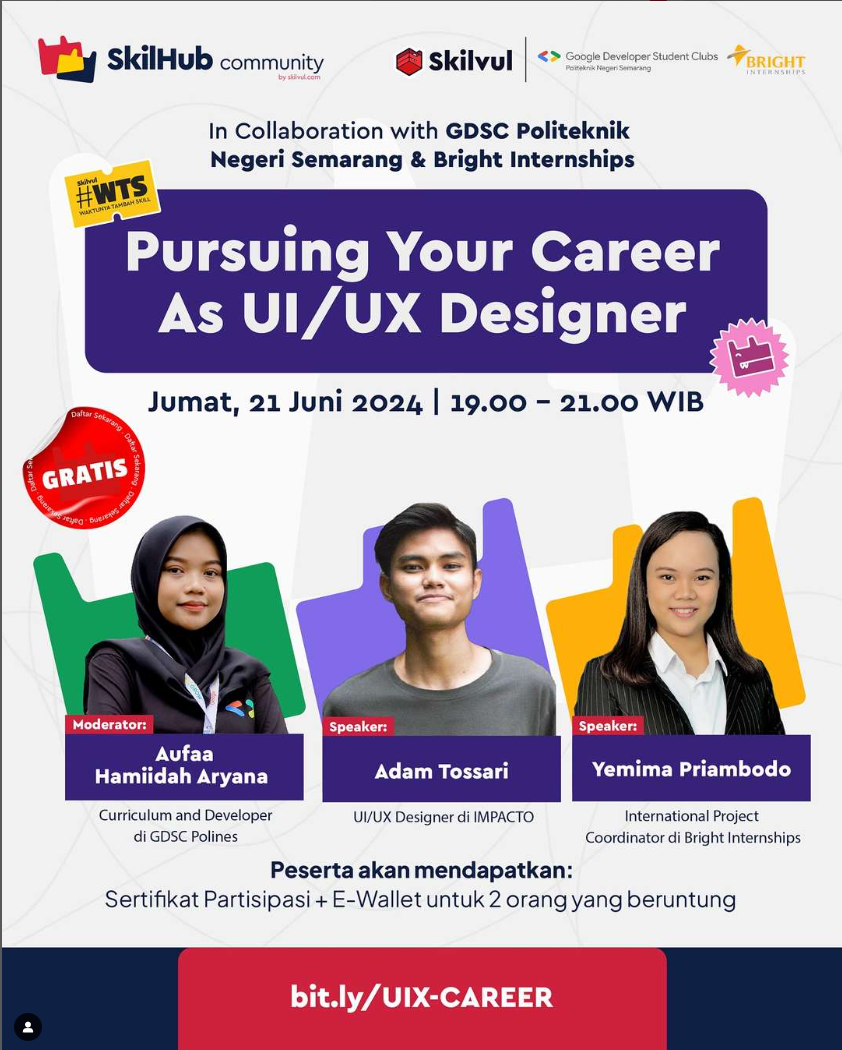 SkilHub community
by skilvul.com
Skilvul
Google Developer Student Clubs
Politeknik Negeri Semarang
BRIGHT
INTERNSHIPS
In Collaboration with GDSC Politeknik
Negeri Semarang & Bright Internships
Skilvul
#WTS
WAKTUNYA TAMBAH SKILL
Pursuing Your Career
As UI/UX Designer
Jumat, 21 Juni 2024 | 19.00 - 21.00 WIB
Daftar Sekarang . Daftar Sekarang . Daftar Sekarang . Daftar Sekarang
GRATIS
Moderator:
Aufaa
Hamiidah Aryana
Curriculum and Developer
di GDSC Polines
Speaker:
Adam Tossari
UI/UX Designer di IMPACTO
Speaker:
Yemima Priambodo
International Project
Coordinator di Bright Internships
Peserta akan mendapatkan:
Sertifikat Partisipasi + E-Wallet untuk 2 orang yang beruntung
bit.ly/UIX-CAREER